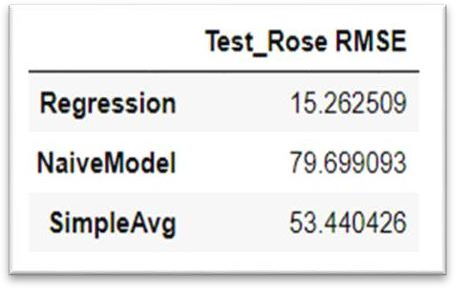 Test_Rose RMSE
Regression 15.262509
NaiveModel 79.699093
SimpleAvg 53.440426